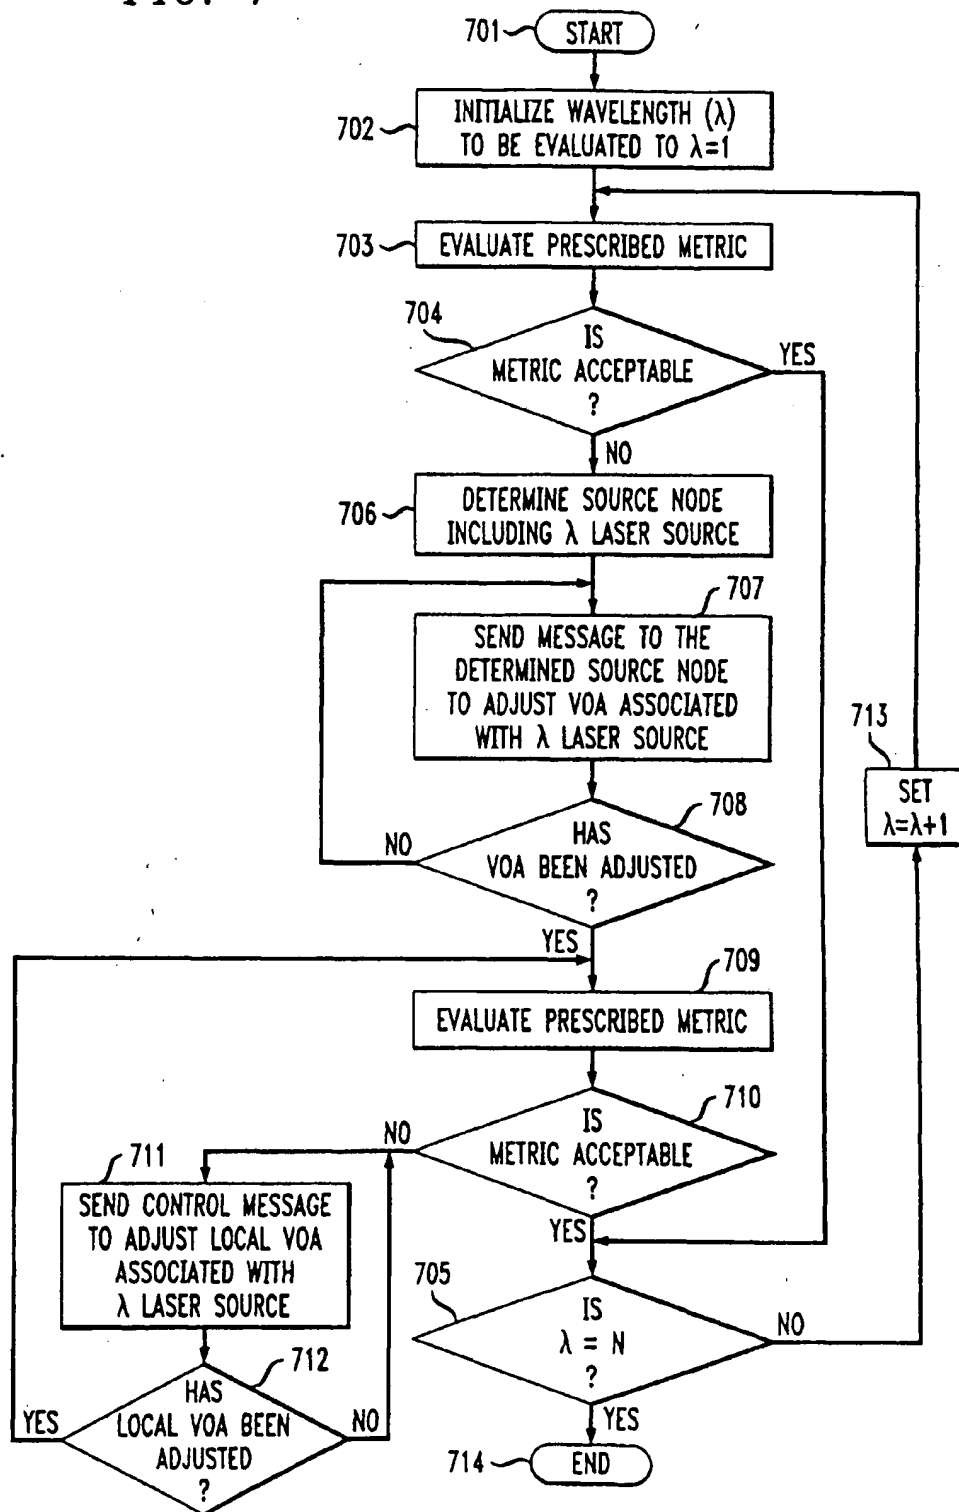 FIG. 7
701
START
702
INITIALIZE WAVELENGTH (λ)
TO BE EVALUATED TO λ=1
703
EVALUATE PRESCRIBED METRIC
704
IS
METRIC ACCEPTABLE
?
YES
NO
706
DETERMINE SOURCE NODE
INCLUDING λ LASER SOURCE
707
SEND MESSAGE TO THE
DETERMINED SOURCE NODE
TO ADJUST VOA ASSOCIATED
WITH λ LASER SOURCE
713
SET
λ=λ+1
708
HAS
VOA BEEN ADJUSTED
?
NO
YES
709
EVALUATE PRESCRIBED METRIC
710
IS
METRIC ACCEPTABLE
?
NO
YES
711
SEND CONTROL MESSAGE
TO ADJUST LOCAL VOA
ASSOCIATED WITH
λ LASER SOURCE
705
IS
λ = N
?
NO
YES
712
HAS
LOCAL VOA BEEN
ADJUSTED
?
YES
NO
714
END